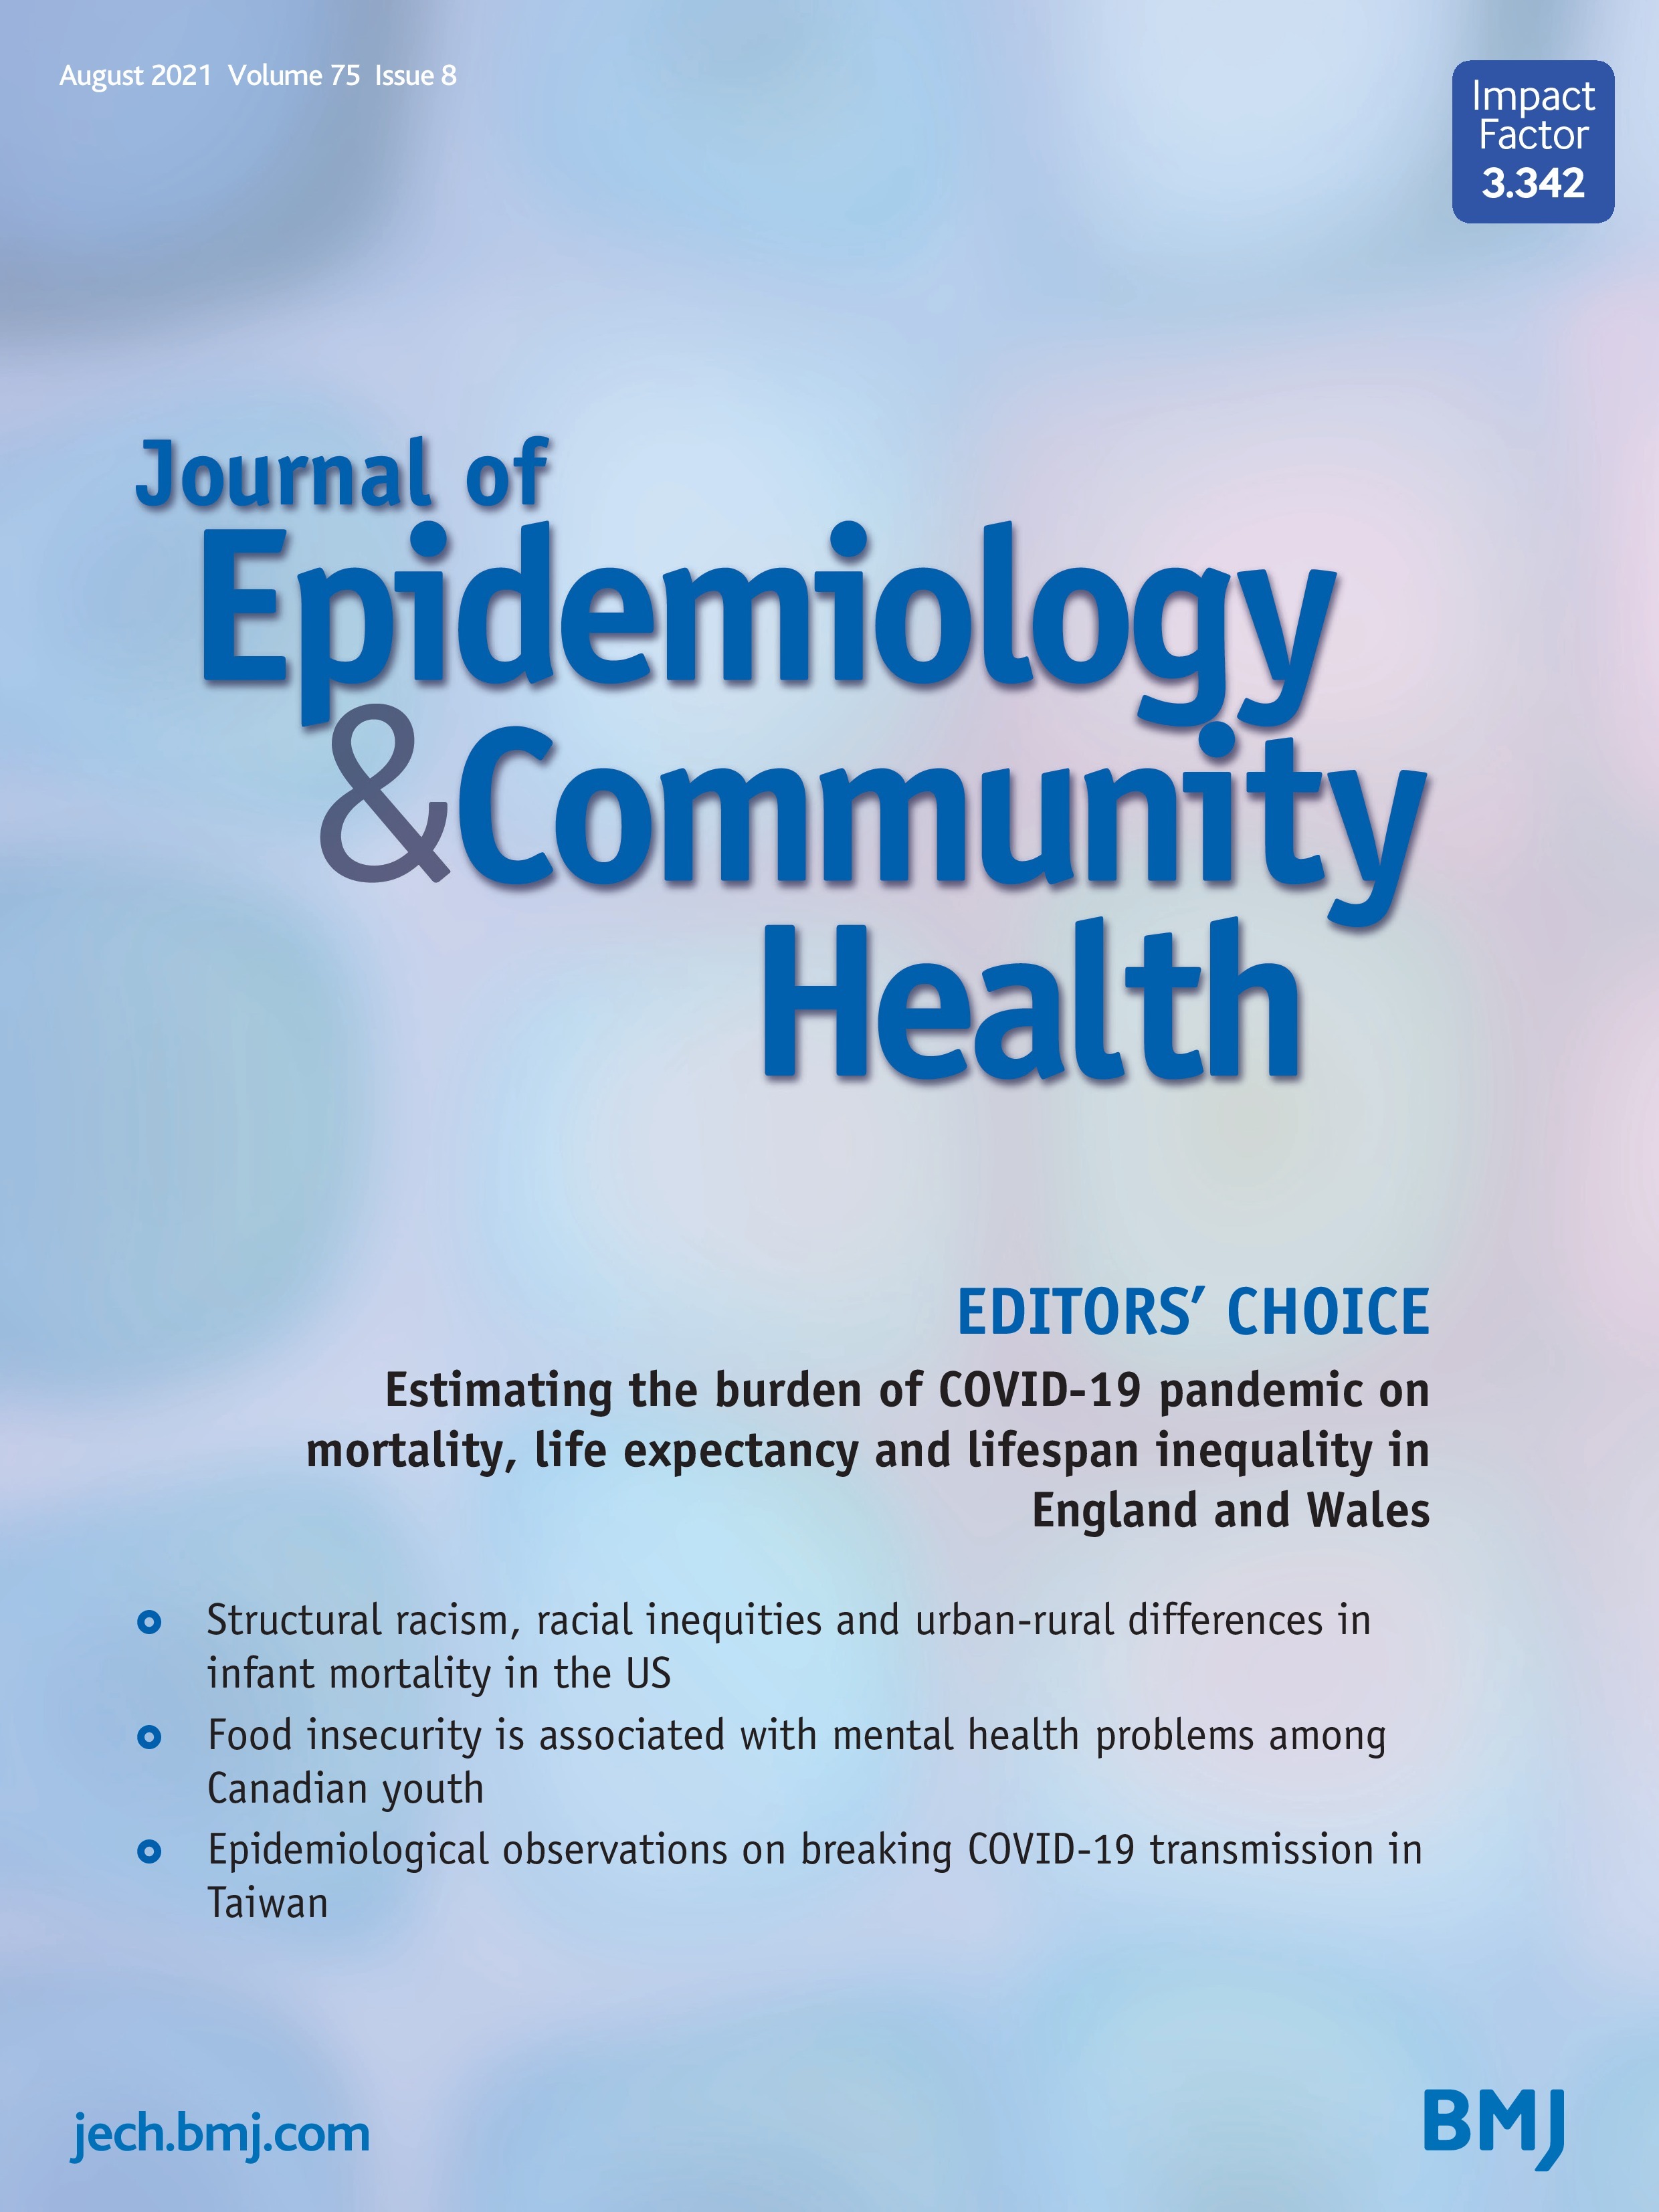 August 2021 Volume 75 Issue 8
Impact
Factor
3.342
Journal of
Epidemiology
&Community
Health
EDITORS’ CHOICE
Estimating the burden of COVID-19 pandemic on
mortality, life expectancy and lifespan inequality in
England and Wales
Structural racism, racial inequities and urban-rural differences in
infant mortality in the US
Food insecurity is associated with mental health problems among
Canadian youth
Epidemiological observations on breaking COVID-19 transmission in
Taiwan
jech.bmj.com
BMJ